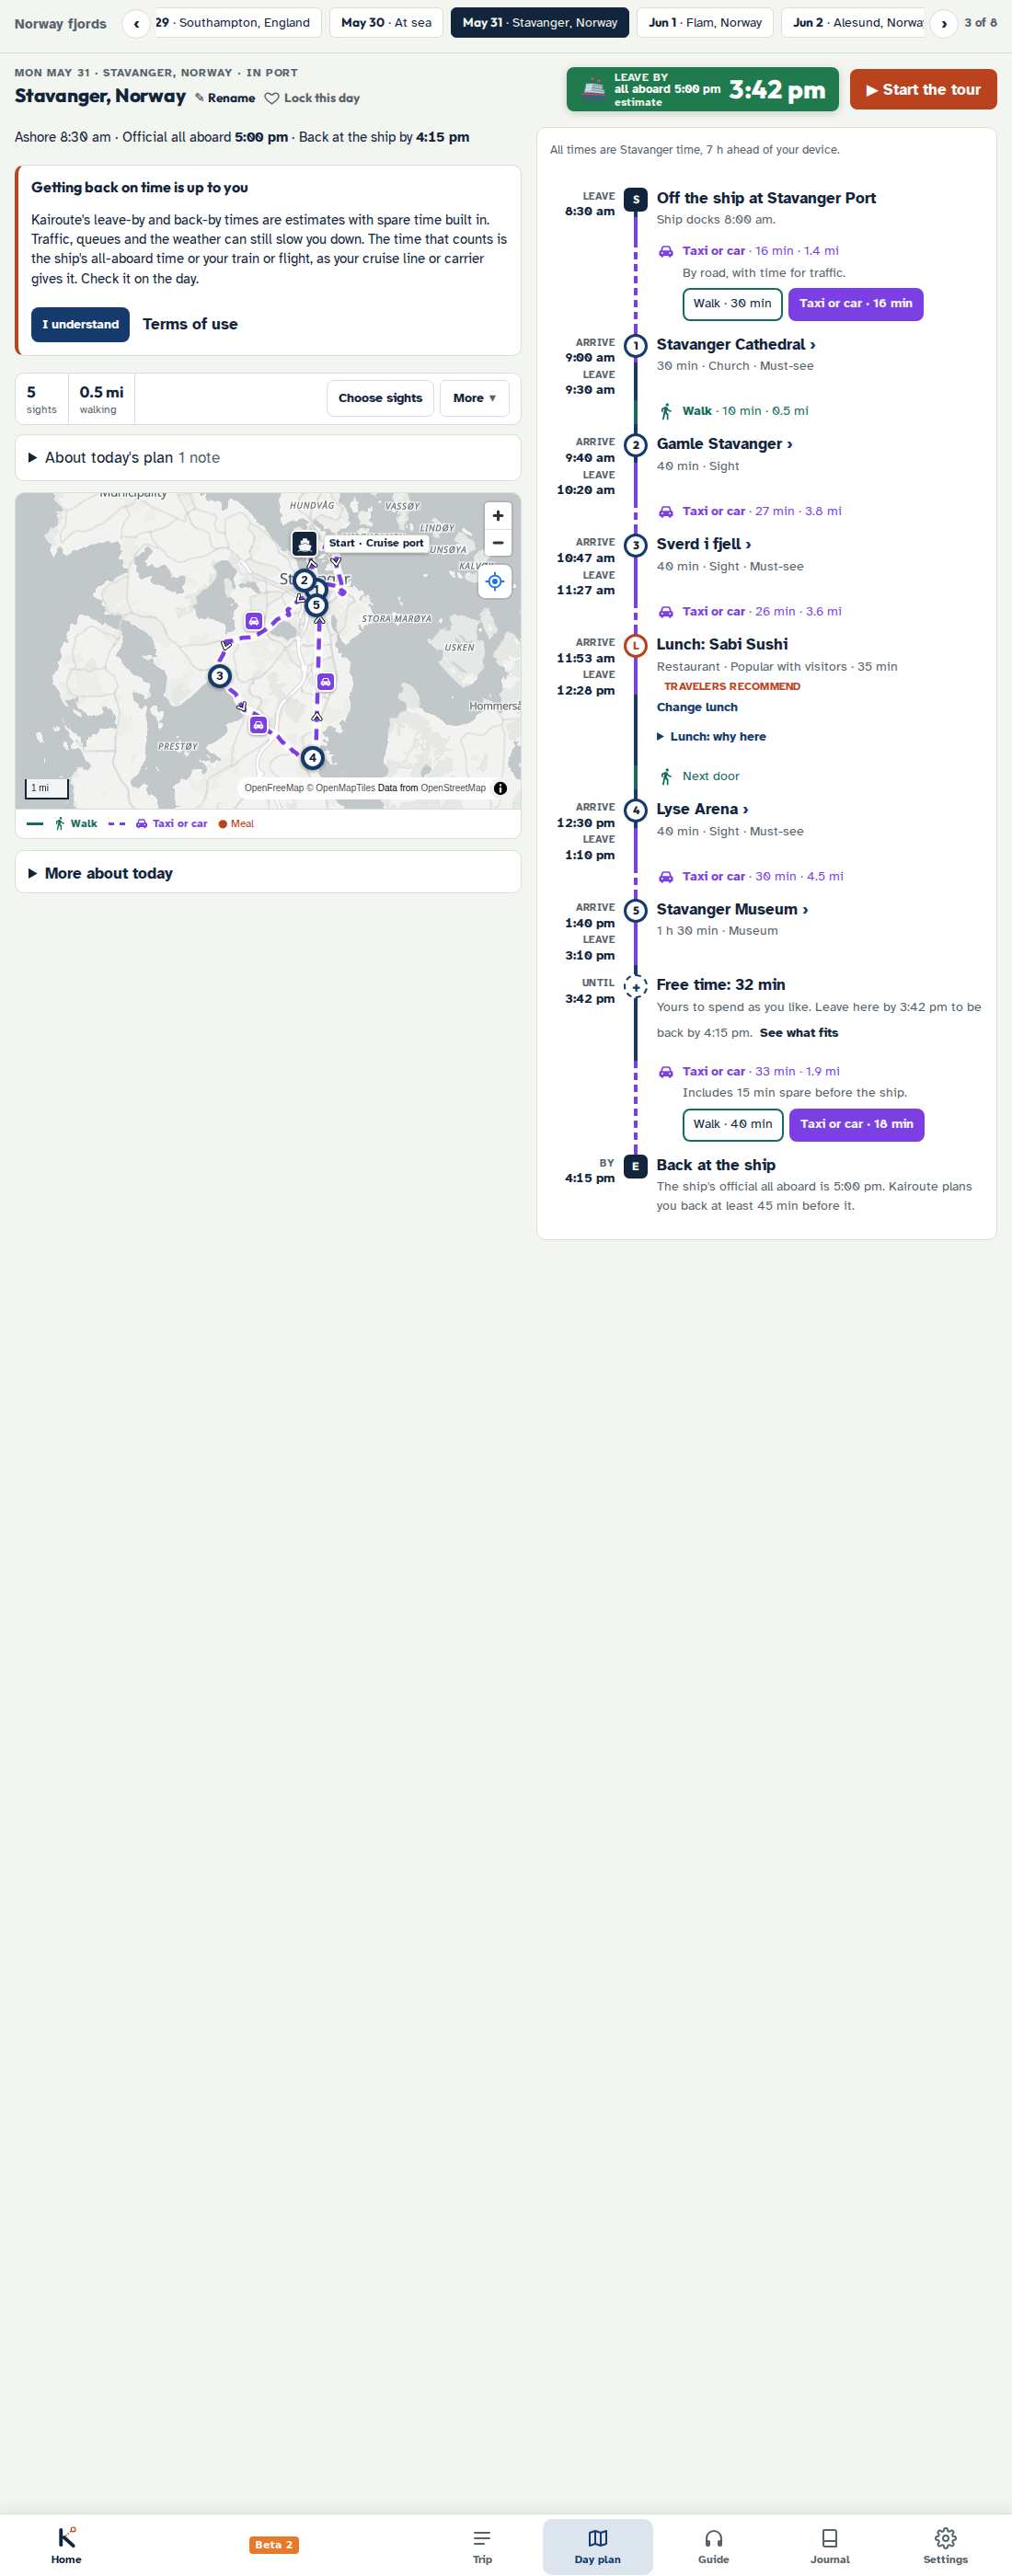 Norway fjords
‹
29 · Southampton, England
May 30 · At sea
May 31 · Stavanger, Norway
Jun 1 · Flam, Norway
Jun 2 · Alesund, Norwa
›
3 of 8
MON MAY 31 · STAVANGER, NORWAY · IN PORT
Stavanger, Norway
✎ Rename
Lock this day
LEAVE BY
all aboard 5:00 pm
estimate
3:42 pm
▶ Start the tour
Ashore 8:30 am · Official all aboard 5:00 pm · Back at the ship by 4:15 pm
Getting back on time is up to you
Kairoute's leave-by and back-by times are estimates with spare time built in.
Traffic, queues and the weather can still slow you down. The time that counts is
the ship's all-aboard time or your train or flight, as your cruise line or carrier
gives it. Check it on the day.
I understand
Terms of use
5
sights
0.5 mi
walking
Choose sights
More ▼
▶ About today's plan 1 note
Municipality
HUNDVÅG
VASSØY
LINDØY
Start · Cruise port
UNSØYA
KALVØY
2
1
5
STORA MARØYA
USKEN
3
Hommerså
PRESTØY
4
+
−
1 mi
OpenFreeMap © OpenMapTiles Data from OpenStreetMap
Walk
Taxi or car
Meal
▶ More about today
All times are Stavanger time, 7 h ahead of your device.
LEAVE
8:30 am
S
Off the ship at Stavanger Port
Ship docks 8:00 am.
Taxi or car · 16 min · 1.4 mi
By road, with time for traffic.
Walk · 30 min
Taxi or car · 16 min
ARRIVE
9:00 am
LEAVE
9:30 am
1
Stavanger Cathedral ›
30 min · Church · Must-see
Walk · 10 min · 0.5 mi
ARRIVE
9:40 am
LEAVE
10:20 am
2
Gamle Stavanger ›
40 min · Sight
Taxi or car · 27 min · 3.8 mi
ARRIVE
10:47 am
LEAVE
11:27 am
3
Sverd i fjell ›
40 min · Sight · Must-see
Taxi or car · 26 min · 3.6 mi
ARRIVE
11:53 am
LEAVE
12:28 pm
L
Lunch: Sabi Sushi
Restaurant · Popular with visitors · 35 min
TRAVELERS RECOMMEND
Change lunch
▶ Lunch: why here
Next door
ARRIVE
12:30 pm
LEAVE
1:10 pm
4
Lyse Arena ›
40 min · Sight · Must-see
Taxi or car · 30 min · 4.5 mi
ARRIVE
1:40 pm
LEAVE
3:10 pm
5
Stavanger Museum ›
1 h 30 min · Museum
UNTIL
3:42 pm
+
Free time: 32 min
Yours to spend as you like. Leave here by 3:42 pm to be
back by 4:15 pm. See what fits
Taxi or car · 33 min · 1.9 mi
Includes 15 min spare before the ship.
Walk · 40 min
Taxi or car · 18 min
BY
4:15 pm
E
Back at the ship
The ship's official all aboard is 5:00 pm. Kairoute plans
you back at least 45 min before it.
Home
Beta 2
Trip
Day plan
Guide
Journal
Settings